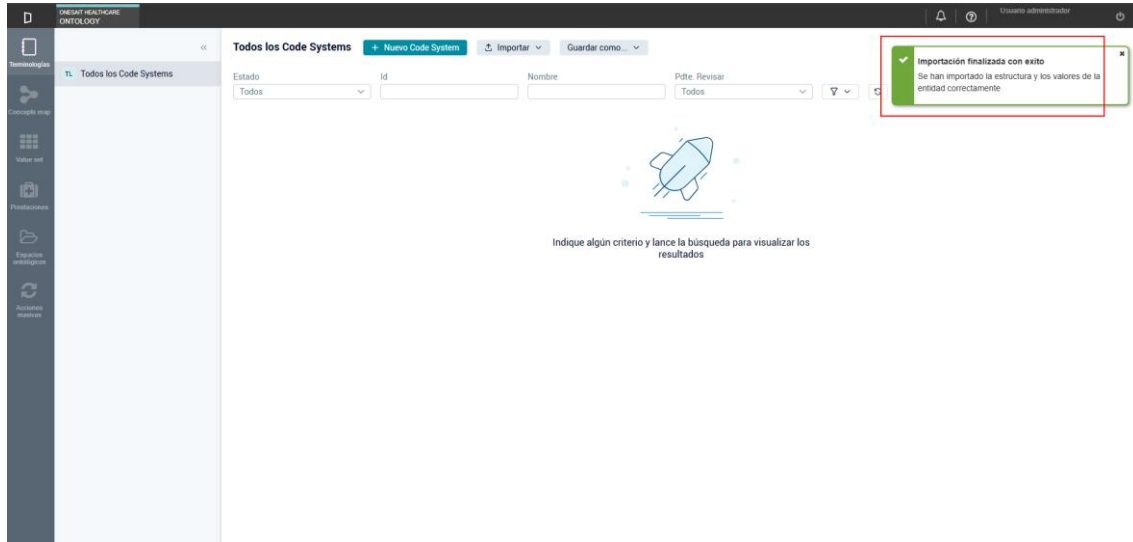 ONESAIT HEALTHCARE
ONTOLOGY
Usuario administrador
Terminologías
Concepto map
Value set
Prestaciones
Espacios
ontológicos
Acciones
masivas
TL Todos los Code Systems
Todos los Code Systems
+ Nuevo Code System
Importar
Guardar como...
Estado
Id
Nombre
Pdte. Revisar
Todos
Todos
Importación finalizada con exito
Se han importado la estructura y los valores de la
entidad correctamente
Indique algún criterio y lance la búsqueda para visualizar los
resultados